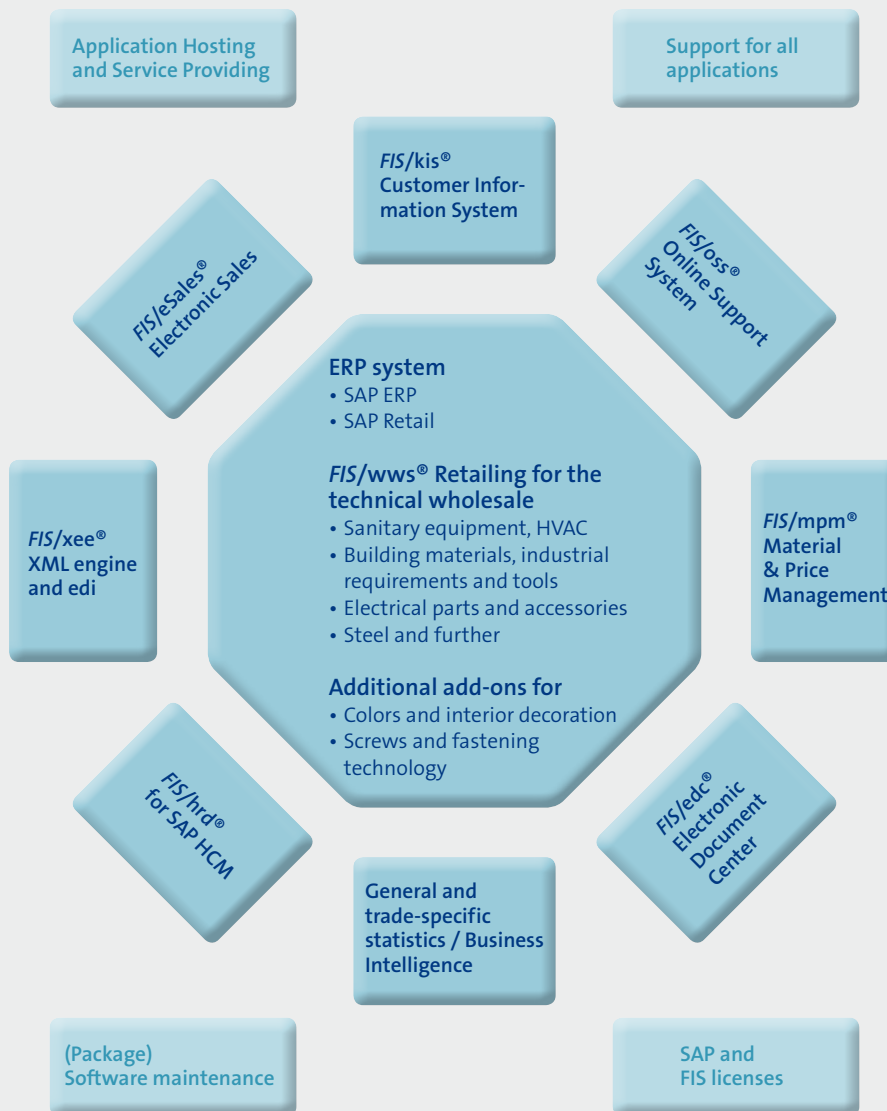 Application Hosting
and Service Providing
Support for all
applications
FIS/kis®
Customer Infor-
mation System
FIS/eSales®
Electronic Sales
FIS/oss®
Online Support
System
ERP system
• SAP ERP
• SAP Retail
FIS/wws® Retailing for the
technical wholesale
• Sanitary equipment, HVAC
• Building materials, industrial
requirements and tools
• Electrical parts and accessories
• Steel and further
Additional add-ons for
• Colors and interior decoration
• Screws and fastening
technology
FIS/xee®
XML engine
and edi
FIS/mpm®
Material
& Price
Management
FIS/hrd®
for SAP HCM
FIS/edc®
Electronic
Document
Center
General and
trade-specific
statistics / Business
Intelligence
(Package)
Software maintenance
SAP and
FIS licenses